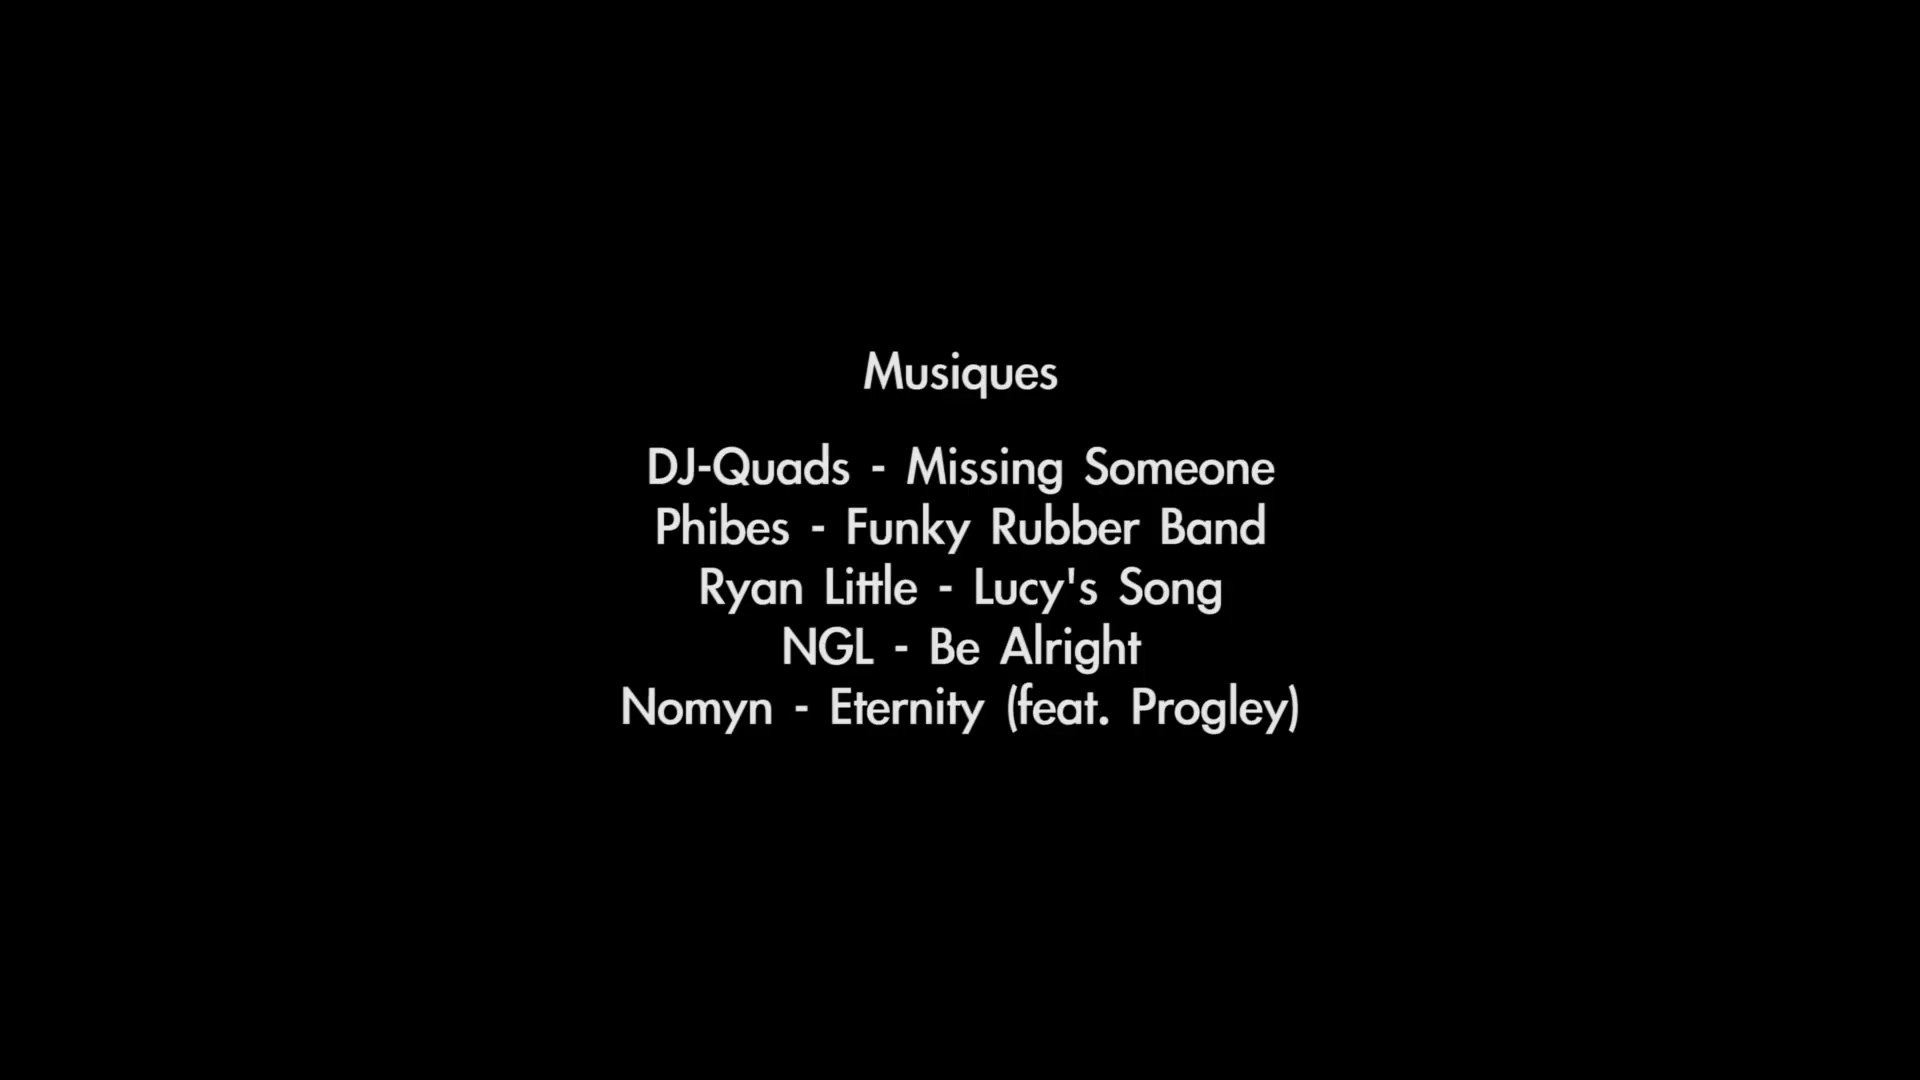 Musiques
DJ-Quads - Missing Someone
Phibes - Funky Rubber Band
Ryan Little - Lucy's Song
NGL - Be Alright
Nomyn - Eternity (feat. Progley)